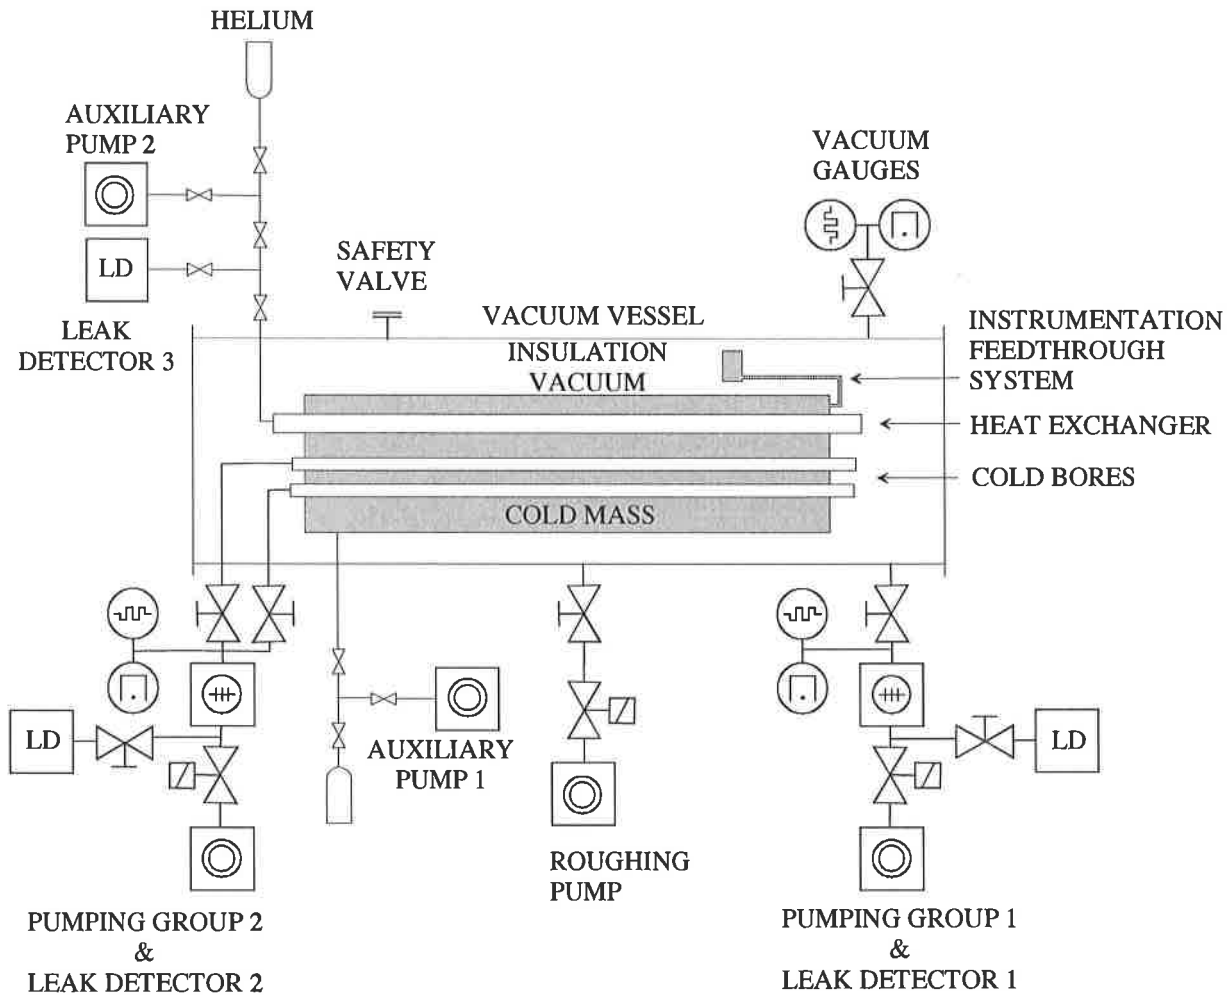 HELIUM
AUXILIARY
PUMP 2
LD
LEAK
DETECTOR 3
SAFETY
VALVE
VACUUM
GAUGES
VACUUM VESSEL
INSULATION
VACUUM
INSTRUMENTATION
FEEDTHROUGH
SYSTEM
HEAT EXCHANGER
COLD BORES
COLD MASS
LD
AUXILIARY
PUMP 1
LD
ROUGHING
PUMP
PUMPING GROUP 2
&
LEAK DETECTOR 2
PUMPING GROUP 1
&
LEAK DETECTOR 1